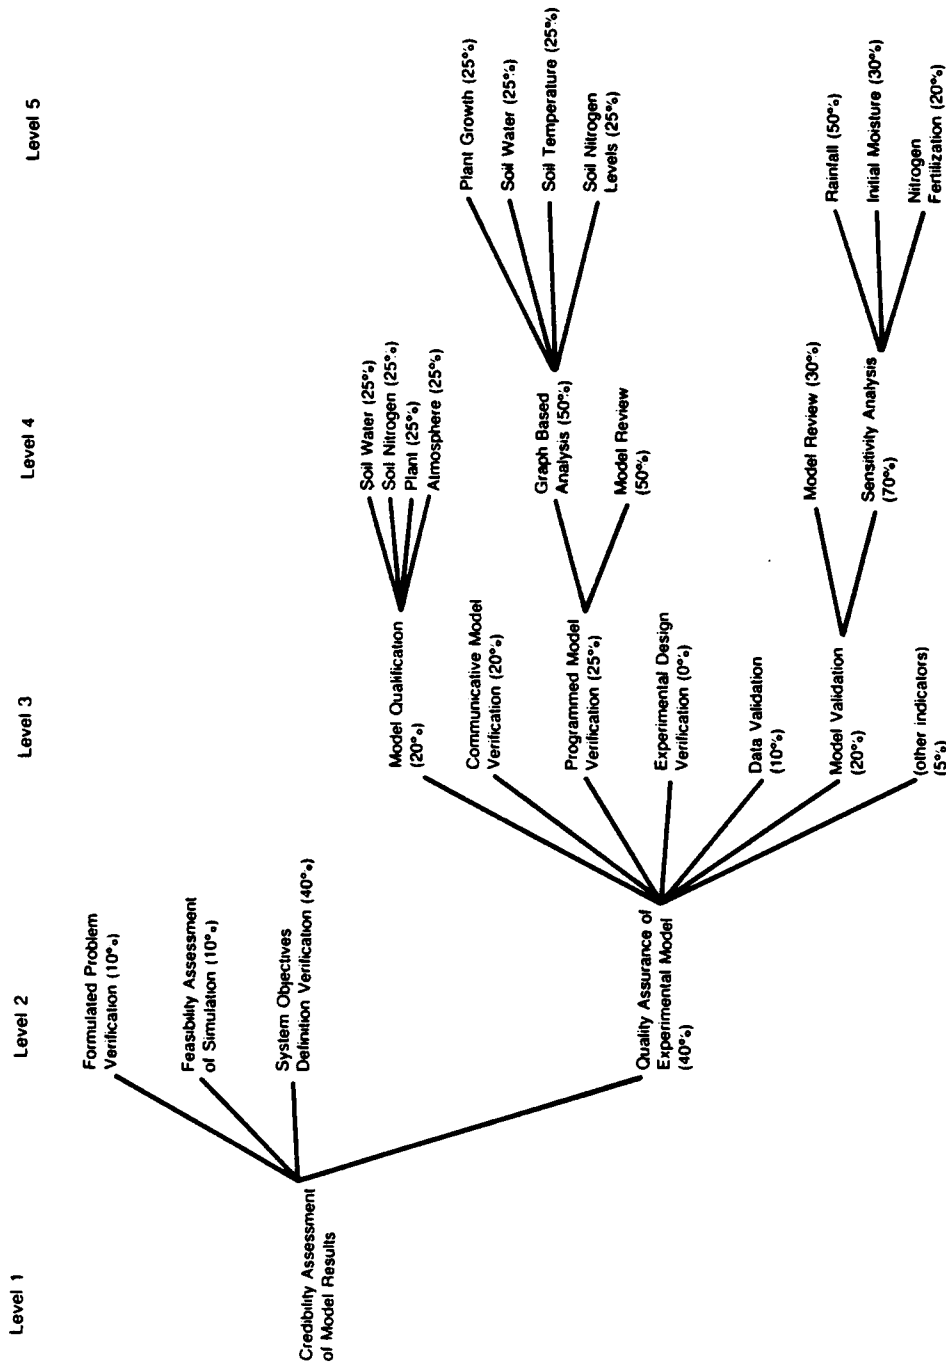 Level 1
Level 2
Level 3
Level 4
Level 5
Credibility Assessment
of Model Results
Formulated Problem
Verification (10%)
Feasibility Assessment
of Simulation (10%)
System Objectives
Definition Verification (40%)
Quality Assurance of
Experimental Model
(40%)
Model Qualification
(20%)
Communicative Model
Verification (20%)
Programmed Model
Verification (25%)
Experimental Design
Verification (0%)
Data Validation
(10%)
Model Validation
(20%)
(other indicators)
(5%)
Soil Water (25%)
Soil Nitrogen (25%)
Plant (25%)
Atmosphere (25%)
Graph Based
Analysis (50%)
Model Review
(50%)
Model Review (30%)
Sensitivity Analysis
(70%)
Plant Growth (25%)
Soil Water (25%)
Soil Temperature (25%)
Soil Nitrogen
Levels (25%)
Rainfall (50%)
Initial Moisture (30%)
Nitrogen
Fertilization (20%)